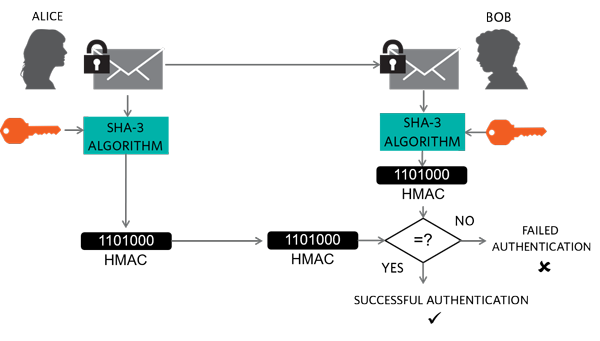 ALICE
BOB
SHA-3
ALGORITHM
SHA-3
ALGORITHM
1101000
HMAC
1101000
HMAC
1101000
HMAC
=?
NO
YES
FAILED
AUTHENTICATION
SUCCESSFUL AUTHENTICATION